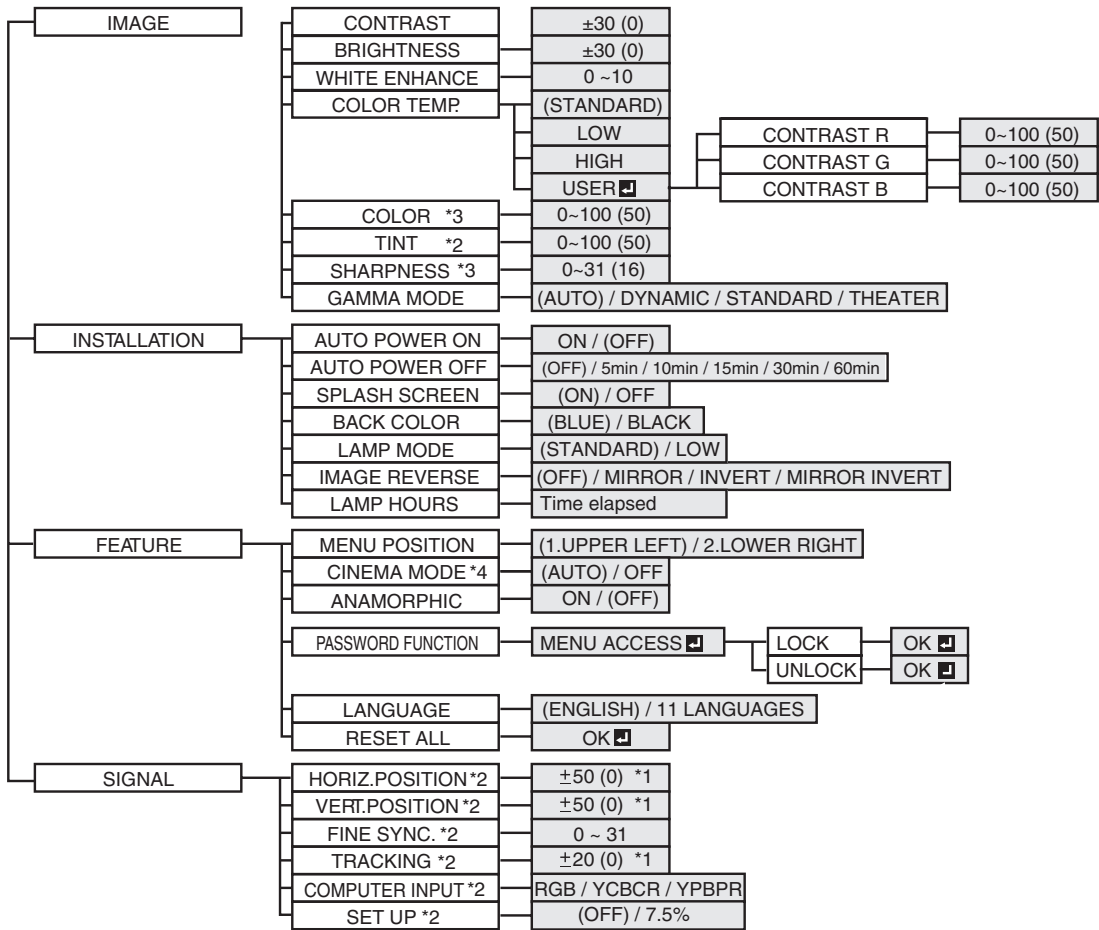 IMAGE CONTRAST ±30 (0)
BRIGHTNESS ±30 (0)
WHITE ENHANCE 0 ~10
COLOR TEMP. (STANDARD)
LOW CONTRAST R 0~100 (50)
HIGH CONTRAST G 0~100 (50)
USER CONTRAST B 0~100 (50)
COLOR *3 0~100 (50)
TINT *2 0~100 (50)
SHARPNESS *3 0~31 (16)
GAMMA MODE (AUTO) / DYNAMIC / STANDARD / THEATER
INSTALLATION AUTO POWER ON ON / (OFF)
AUTO POWER OFF (OFF) / 5min / 10min / 15min / 30min / 60min
SPLASH SCREEN (ON) / OFF
BACK COLOR (BLUE) / BLACK
LAMP MODE (STANDARD) / LOW
IMAGE REVERSE (OFF) / MIRROR / INVERT / MIRROR INVERT
LAMP HOURS Time elapsed
FEATURE MENU POSITION (1.UPPER LEFT) / 2.LOWER RIGHT
CINEMA MODE *4 (AUTO) / OFF
ANAMORPHIC ON / (OFF)
PASSWORD FUNCTION MENU ACCESS LOCK OK
UNLOCK OK
LANGUAGE (ENGLISH) / 11 LANGUAGES
RESET ALL OK
SIGNAL HORIZ.POSITION *2 ±50 (0) *1
VERT.POSITION *2 ±50 (0) *1
FINE SYNC. *2 0 ~ 31
TRACKING *2 ±20 (0) *1
COMPUTER INPUT *2 RGB / YCBCR / YPBPR
SET UP *2 (OFF) / 7.5%